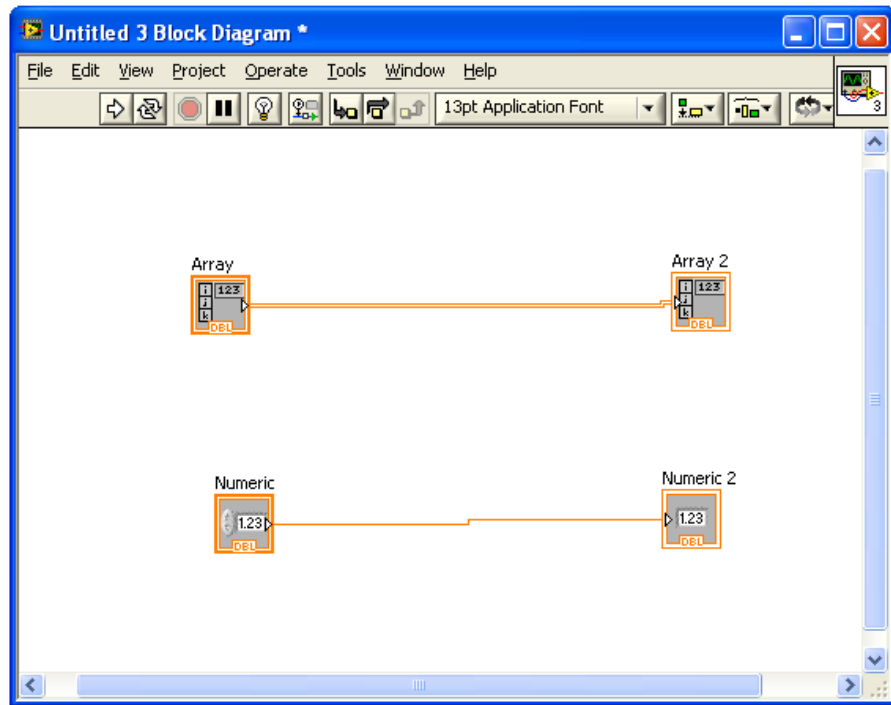 Untitled 3 Block Diagram *
File Edit View Project Operate Tools Window Help
13pt Application Font
3
Array
i 123
j
k
DBL
Array 2
i 123
j
k
DBL
Numeric
1.23
DBL
Numeric 2
1.23
DBL